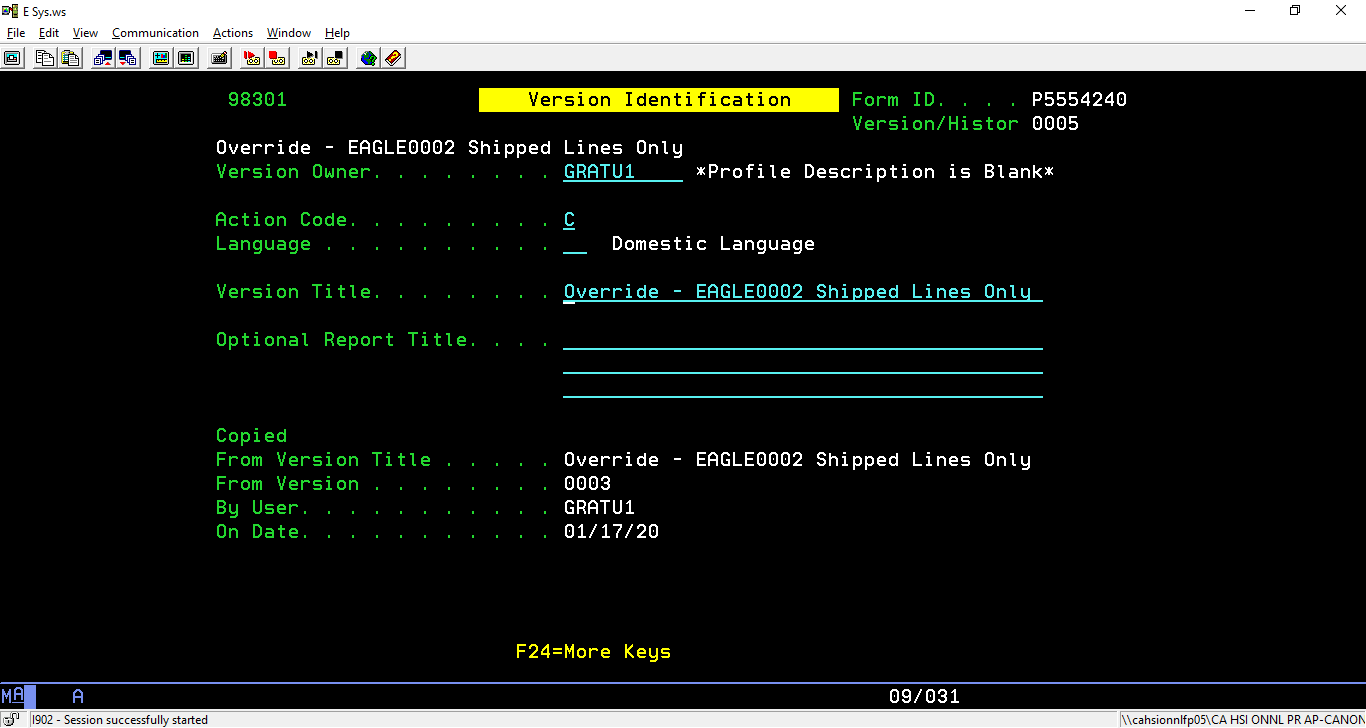 E Sys.ws
File Edit View Communication Actions Window Help
98301 Version Identification Form ID. . . . P5554240
Version/Histor 0005
Override - EAGLE0002 Shipped Lines Only
Version Owner. . . . . . . . GRATU1 *Profile Description is Blank*
Action Code. . . . . . . . . C
Language . . . . . . . . . . Domestic Language
Version Title. . . . . . . . Override - EAGLE0002 Shipped Lines Only
Optional Report Title. . . .
Copied
From Version Title . . . . . Override - EAGLE0002 Shipped Lines Only
From Version . . . . . . . . 0003
By User. . . . . . . . . . . GRATU1
On Date. . . . . . . . . . . 01/17/20
F24=More Keys
MA A 09/031
I902 - Session successfully started \\cahsionnlfp05\CA HSI ONNL PR AP-CANON